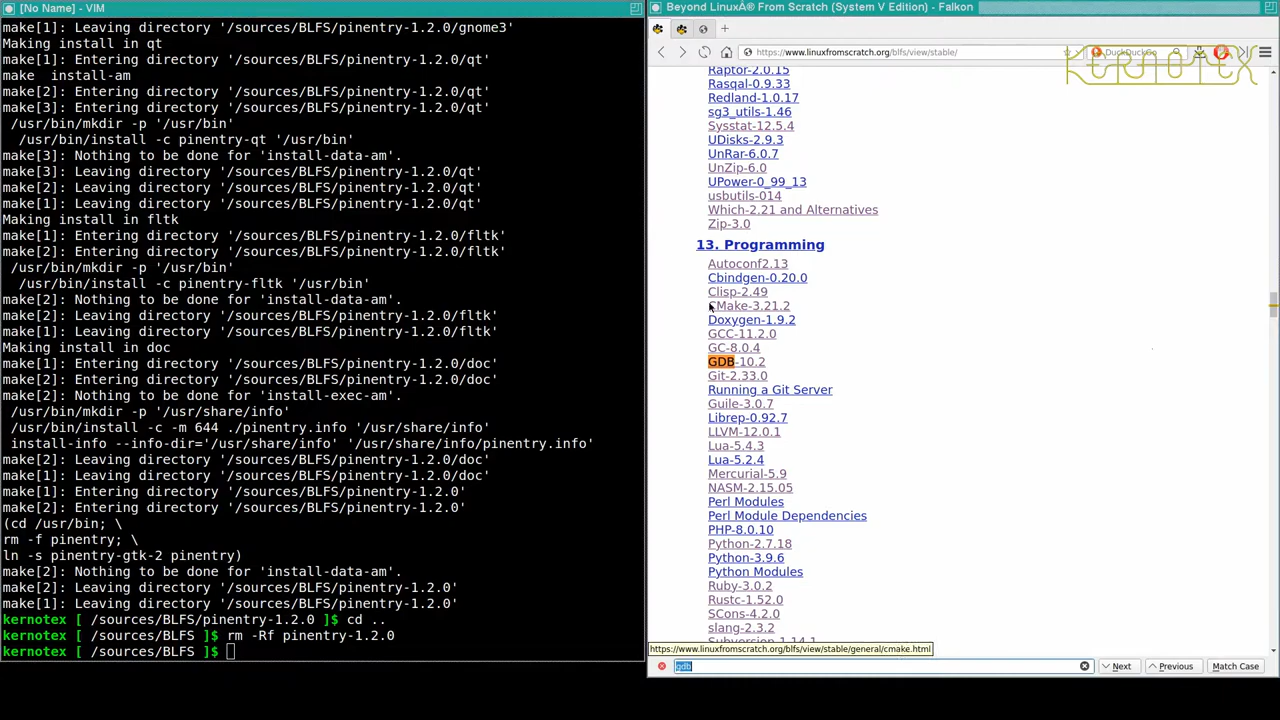 [No Name] - VIM
make[1]: Leaving directory '/sources/BLFS/pinentry-1.2.0/gnome3'
Making install in qt
make[1]: Entering directory '/sources/BLFS/pinentry-1.2.0/qt'
make  install-am
make[2]: Entering directory '/sources/BLFS/pinentry-1.2.0/qt'
make[3]: Entering directory '/sources/BLFS/pinentry-1.2.0/qt'
/usr/bin/mkdir -p '/usr/bin'
/usr/bin/install -c pinentry-qt '/usr/bin'
make[3]: Nothing to be done for 'install-data-am'.
make[3]: Leaving directory '/sources/BLFS/pinentry-1.2.0/qt'
make[2]: Leaving directory '/sources/BLFS/pinentry-1.2.0/qt'
make[1]: Leaving directory '/sources/BLFS/pinentry-1.2.0/qt'
Making install in fltk
make[1]: Entering directory '/sources/BLFS/pinentry-1.2.0/fltk'
make[2]: Entering directory '/sources/BLFS/pinentry-1.2.0/fltk'
/usr/bin/mkdir -p '/usr/bin'
/usr/bin/install -c pinentry-fltk '/usr/bin'
make[2]: Nothing to be done for 'install-data-am'.
make[2]: Leaving directory '/sources/BLFS/pinentry-1.2.0/fltk'
make[1]: Leaving directory '/sources/BLFS/pinentry-1.2.0/fltk'
Making install in doc
make[1]: Entering directory '/sources/BLFS/pinentry-1.2.0/doc'
make[2]: Entering directory '/sources/BLFS/pinentry-1.2.0/doc'
make[2]: Nothing to be done for 'install-exec-am'.
/usr/bin/mkdir -p '/usr/share/info'
/usr/bin/install -c -m 644 ./pinentry.info '/usr/share/info'
install-info --info-dir='/usr/share/info' '/usr/share/info/pinentry.info'
make[2]: Leaving directory '/sources/BLFS/pinentry-1.2.0/doc'
make[1]: Leaving directory '/sources/BLFS/pinentry-1.2.0/doc'
make[1]: Entering directory '/sources/BLFS/pinentry-1.2.0'
make[2]: Entering directory '/sources/BLFS/pinentry-1.2.0'
(cd /usr/bin; \
rm -f pinentry; \
ln -s pinentry-gtk-2 pinentry)
make[2]: Nothing to be done for 'install-data-am'.
make[2]: Leaving directory '/sources/BLFS/pinentry-1.2.0'
make[1]: Leaving directory '/sources/BLFS/pinentry-1.2.0'
kernotex [ /sources/BLFS/pinentry-1.2.0 ]$ cd ..
kernotex [ /sources/BLFS ]$ rm -Rf pinentry-1.2.0
kernotex [ /sources/BLFS ]$
Beyond LinuxÂ® From Scratch (System V Edition) - Falkon
https://www.linuxfromscratch.org/blfs/view/stable/
DuckDuckGo
KERNOTEX
Raptor-2.0.15
Rasqal-0.9.33
Redland-1.0.17
sg3_utils-1.46
Sysstat-12.5.4
UDisks-2.9.3
UnRar-6.0.7
UnZip-6.0
UPower-0_99_13
usbutils-014
Which-2.21 and Alternatives
Zip-3.0
13. Programming
Autoconf2.13
Cbindgen-0.20.0
Clisp-2.49
CMake-3.21.2
Doxygen-1.9.2
GCC-11.2.0
GC-8.0.4
GDB-10.2
Git-2.33.0
Running a Git Server
Guile-3.0.7
Librep-0.92.7
LLVM-12.0.1
Lua-5.4.3
Lua-5.2.4
Mercurial-5.9
NASM-2.15.05
Perl Modules
Perl Module Dependencies
PHP-8.0.10
Python-2.7.18
Python-3.9.6
Python Modules
Ruby-3.0.2
Rustc-1.52.0
SCons-4.2.0
slang-2.3.2
Subversion-1.14.1
https://www.linuxfromscratch.org/blfs/view/stable/general/cmake.html
gdb
Next
Previous
Match Case